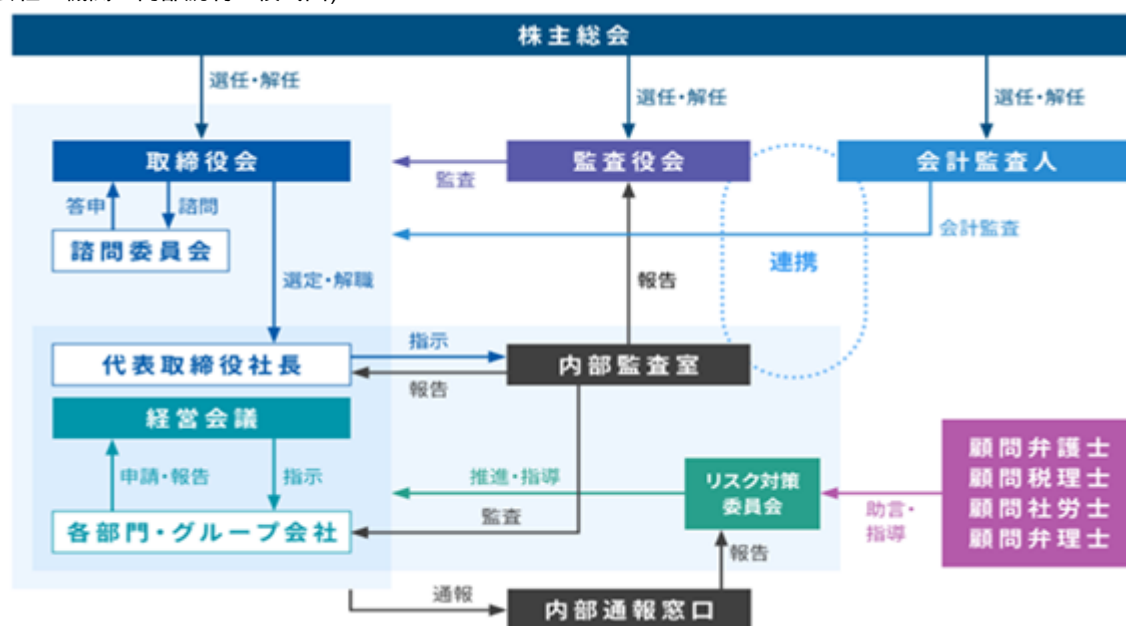 株主総会
選任・解任
選任・解任
選任・解任
取締役会
監査役会
会計監査人
監査
答申
諮問
会計監査
諮問委員会
連携
選定・解職
報告
指示
代表取締役社長
内部監査室
報告
経営会議
顧問弁護士
申請・報告
指示
推進・指導
リスク対策
委員会
顧問税理士
助言・
指導
顧問社労士
各部門・グループ会社
監査
顧問弁理士
報告
通報
内部通報窓口